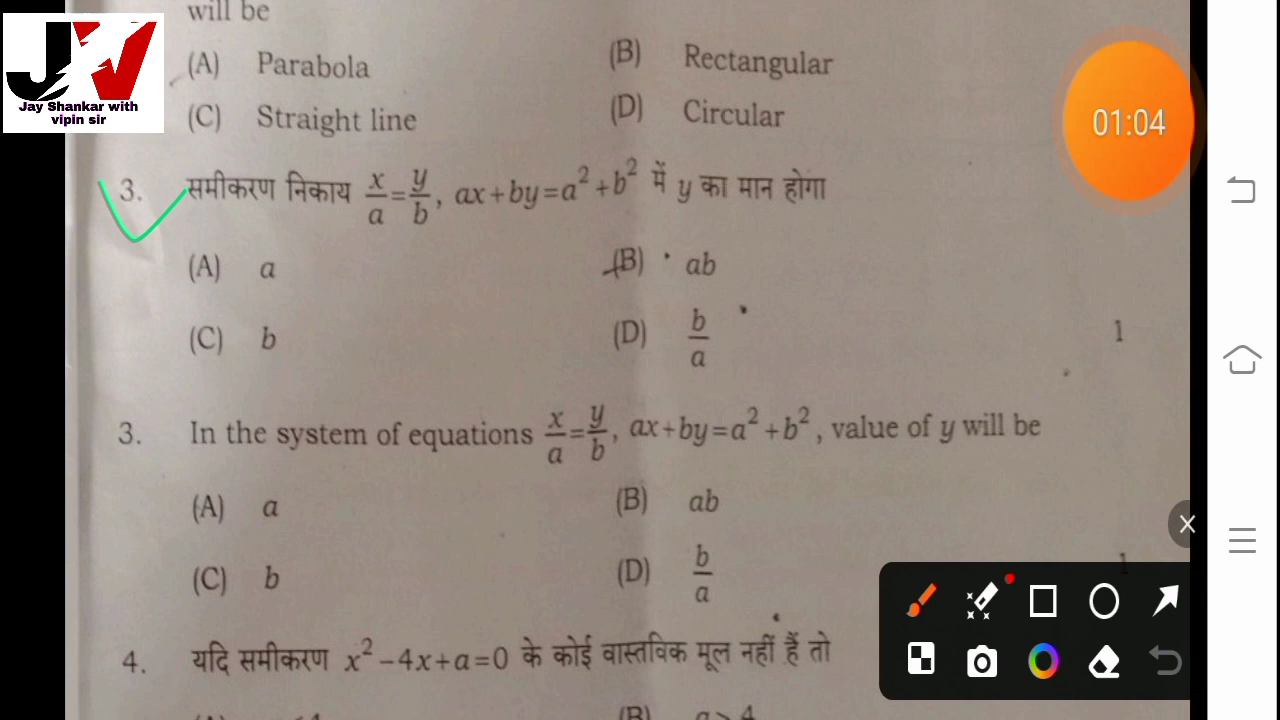 will be
(A) Parabola (B) Rectangular
(C) Straight line (D) Circular
Jay Shankar with
vipin sir
01:04
3. समीकरण निकाय x/a = y/b, ax+by=a²+b² में y का मान होगा
(A) a (B) ab
(C) b (D) b/a
1
3. In the system of equations x/a = y/b, ax+by=a²+b², value of y will be
(A) a (B) ab
(C) b (D) b/a
1
4. यदि समीकरण x²−4x+a=0 के कोई वास्तविक मूल नहीं हैं तो